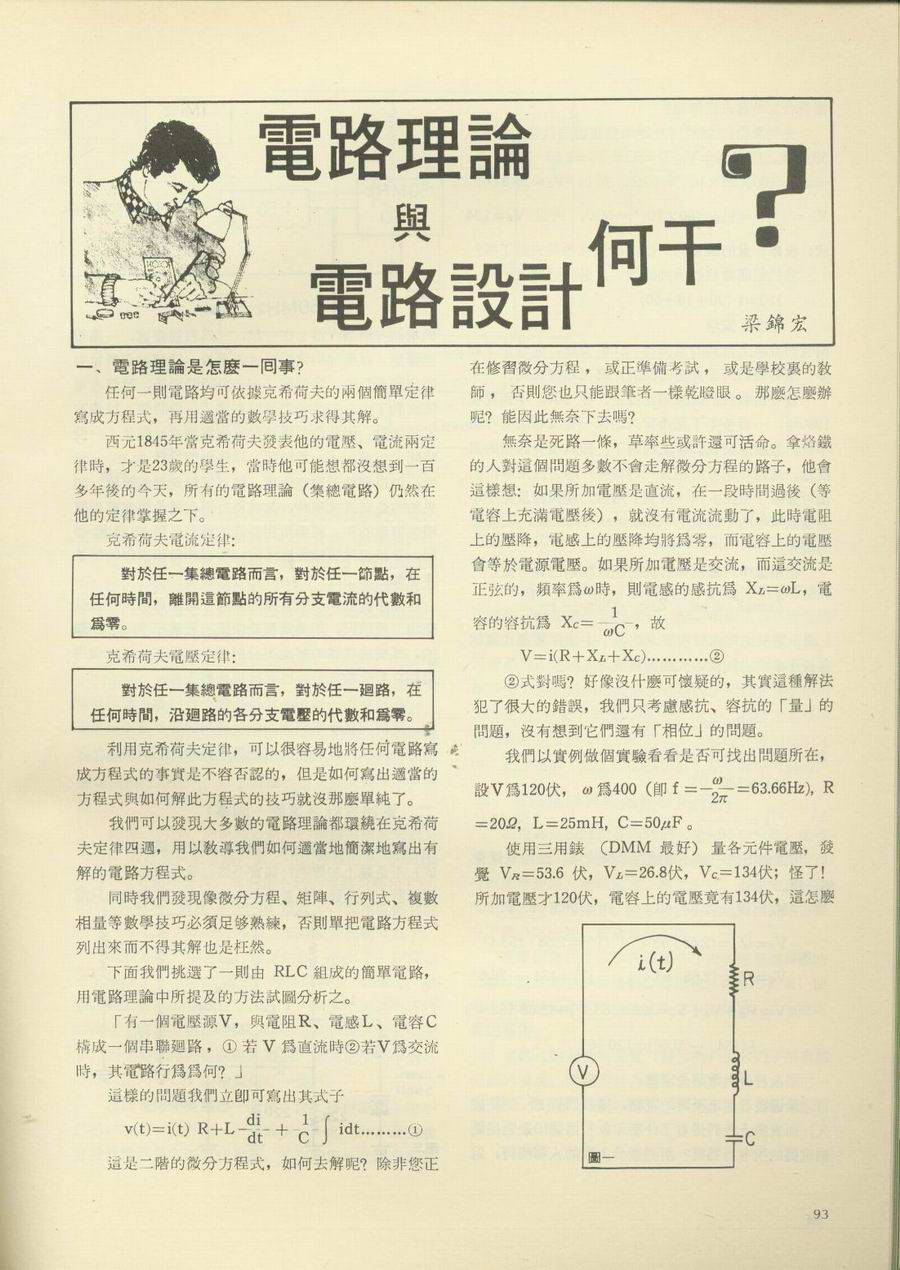 電路理論
與
電路設計
何干?
梁錦宏
一、電路理論是怎麼一回事?
任何一則電路均可依據克希荷夫的兩個簡單定律
寫成方程式，再用適當的數學技巧求得其解。
西元1845年當克希荷夫發表他的電壓、電流兩定
律時，才是23歲的學生，當時他可能想都沒想到一百
多年後的今天，所有的電路理論（集總電路）仍然在
他的定律掌握之下。
克希荷夫電流定律:
對於任一集總電路而言，對於任一節點，在
任何時間，離開這節點的所有分支電流的代數和
爲零。
克希荷夫電壓定律:
對於任一集總電路而言，對於任一廻路，在
任何時間，沿廻路的各分支電壓的代數和爲零。
利用克希荷夫定律，可以很容易地將任何電路寫
成方程式的事實是不容否認的，但是如何寫出適當的
方程式與如何解此方程式的技巧就沒那麼單純了。
我們可以發現大多數的電路理論都環繞在克希荷
夫定律四週，用以敎導我們如何適當地簡潔地寫出有
解的電路方程式。
同時我們發現像微分方程、矩陣、行列式、複數
相量等數學技巧必須足够熟練，否則單把電路方程式
列出來而不得其解也是枉然。
下面我們挑選了一則由 RLC 組成的簡單電路，
用電路理論中所提及的方法試圖分析之。
「有一個電壓源V，與電阻R、電感L、電容C
構成一個串聯廻路，① 若 V 爲直流時②若V爲交流
時，其電路行爲爲何？」
這樣的問題我們立卽可寫出其式子
v(t)=i(t) R+L di/dt + 1/C ∫ idt………①
這是二階的微分方程式，如何去解呢？除非您正
在修習微分方程，或正準備考試，或是學校裏的敎
師，否則您也只能跟筆者一樣乾瞪眼。那麼怎麼辦
呢？能因此無奈下去嗎?
無奈是死路一條，草率些或許還可活命。拿烙鐵
的人對這個問題多數不會走解微分方程的路子，他會
這樣想: 如果所加電壓是直流，在一段時間過後（等
電容上充滿電壓後），就沒有電流流動了，此時電阻
上的壓降，電感上的壓降均將爲零，而電容上的電壓
會等於電源電壓。如果所加電壓是交流，而這交流是
正弦的，頻率爲ω時，則電感的感抗爲 XL=ωL，電
容的容抗爲 Xc= 1/ωC，故
V=i(R+XL+Xc)…………②
②式對嗎？好像沒什麼可懷疑的，其實這種解法
犯了很大的錯誤，我們只考慮感抗、容抗的「量」的
問題，沒有想到它們還有「相位」的問題。
我們以實例做個實驗看看是否可找出問題所在，
設V爲120伏， ω爲400（卽 f = ω/2π =63.66Hz), R
=20Ω, L=25mH, C=50μF。
使用三用錶 （DMM 最好）量各元件電壓，發
覺 VR=53.6 伏，VL=26.8伏，Vc=134伏；怪了!
所加電壓才120伏，電容上的電壓竟有134伏，這怎麼
i(t)
R
V
L
C
圖一
93